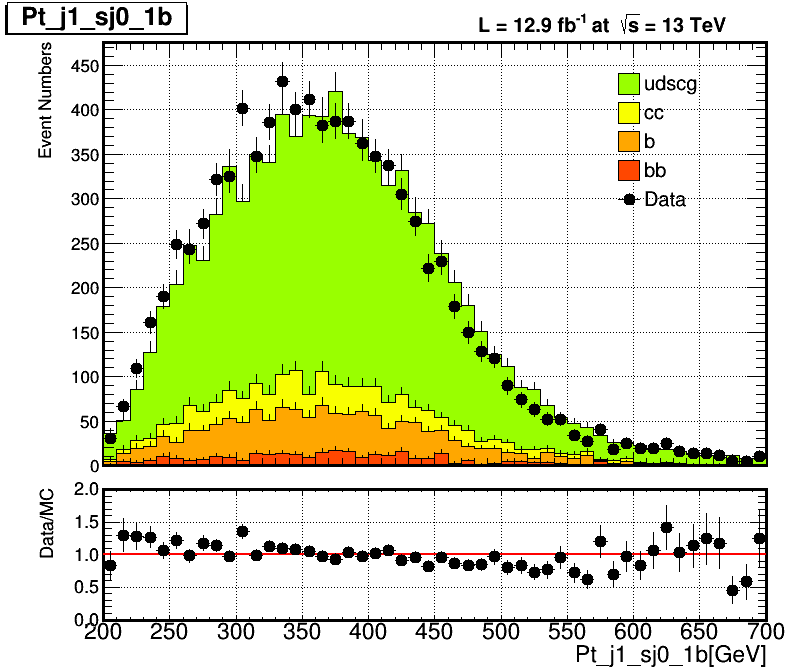 Pt_j1_sj0_1b
L = 12.9 fb⁻¹ at √s = 13 TeV
Event Numbers
450
400
350
300
250
200
150
100
50
0
udscg
cc
b
bb
Data
Data/MC
2.0
1.5
1.0
0.5
0.0
200 250 300 350 400 450 500 550 600 650 700
Pt_j1_sj0_1b[GeV]